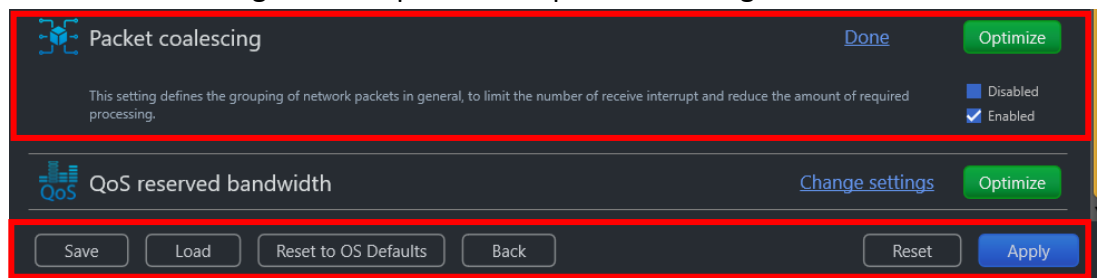 Packet coalescing Done Optimize
This setting defines the grouping of network packets in general, to limit the number of receive interrupt and reduce the amount of required
processing.
Disabled
Enabled
QoS QoS reserved bandwidth Change settings Optimize
Save Load Reset to OS Defaults Back Reset Apply